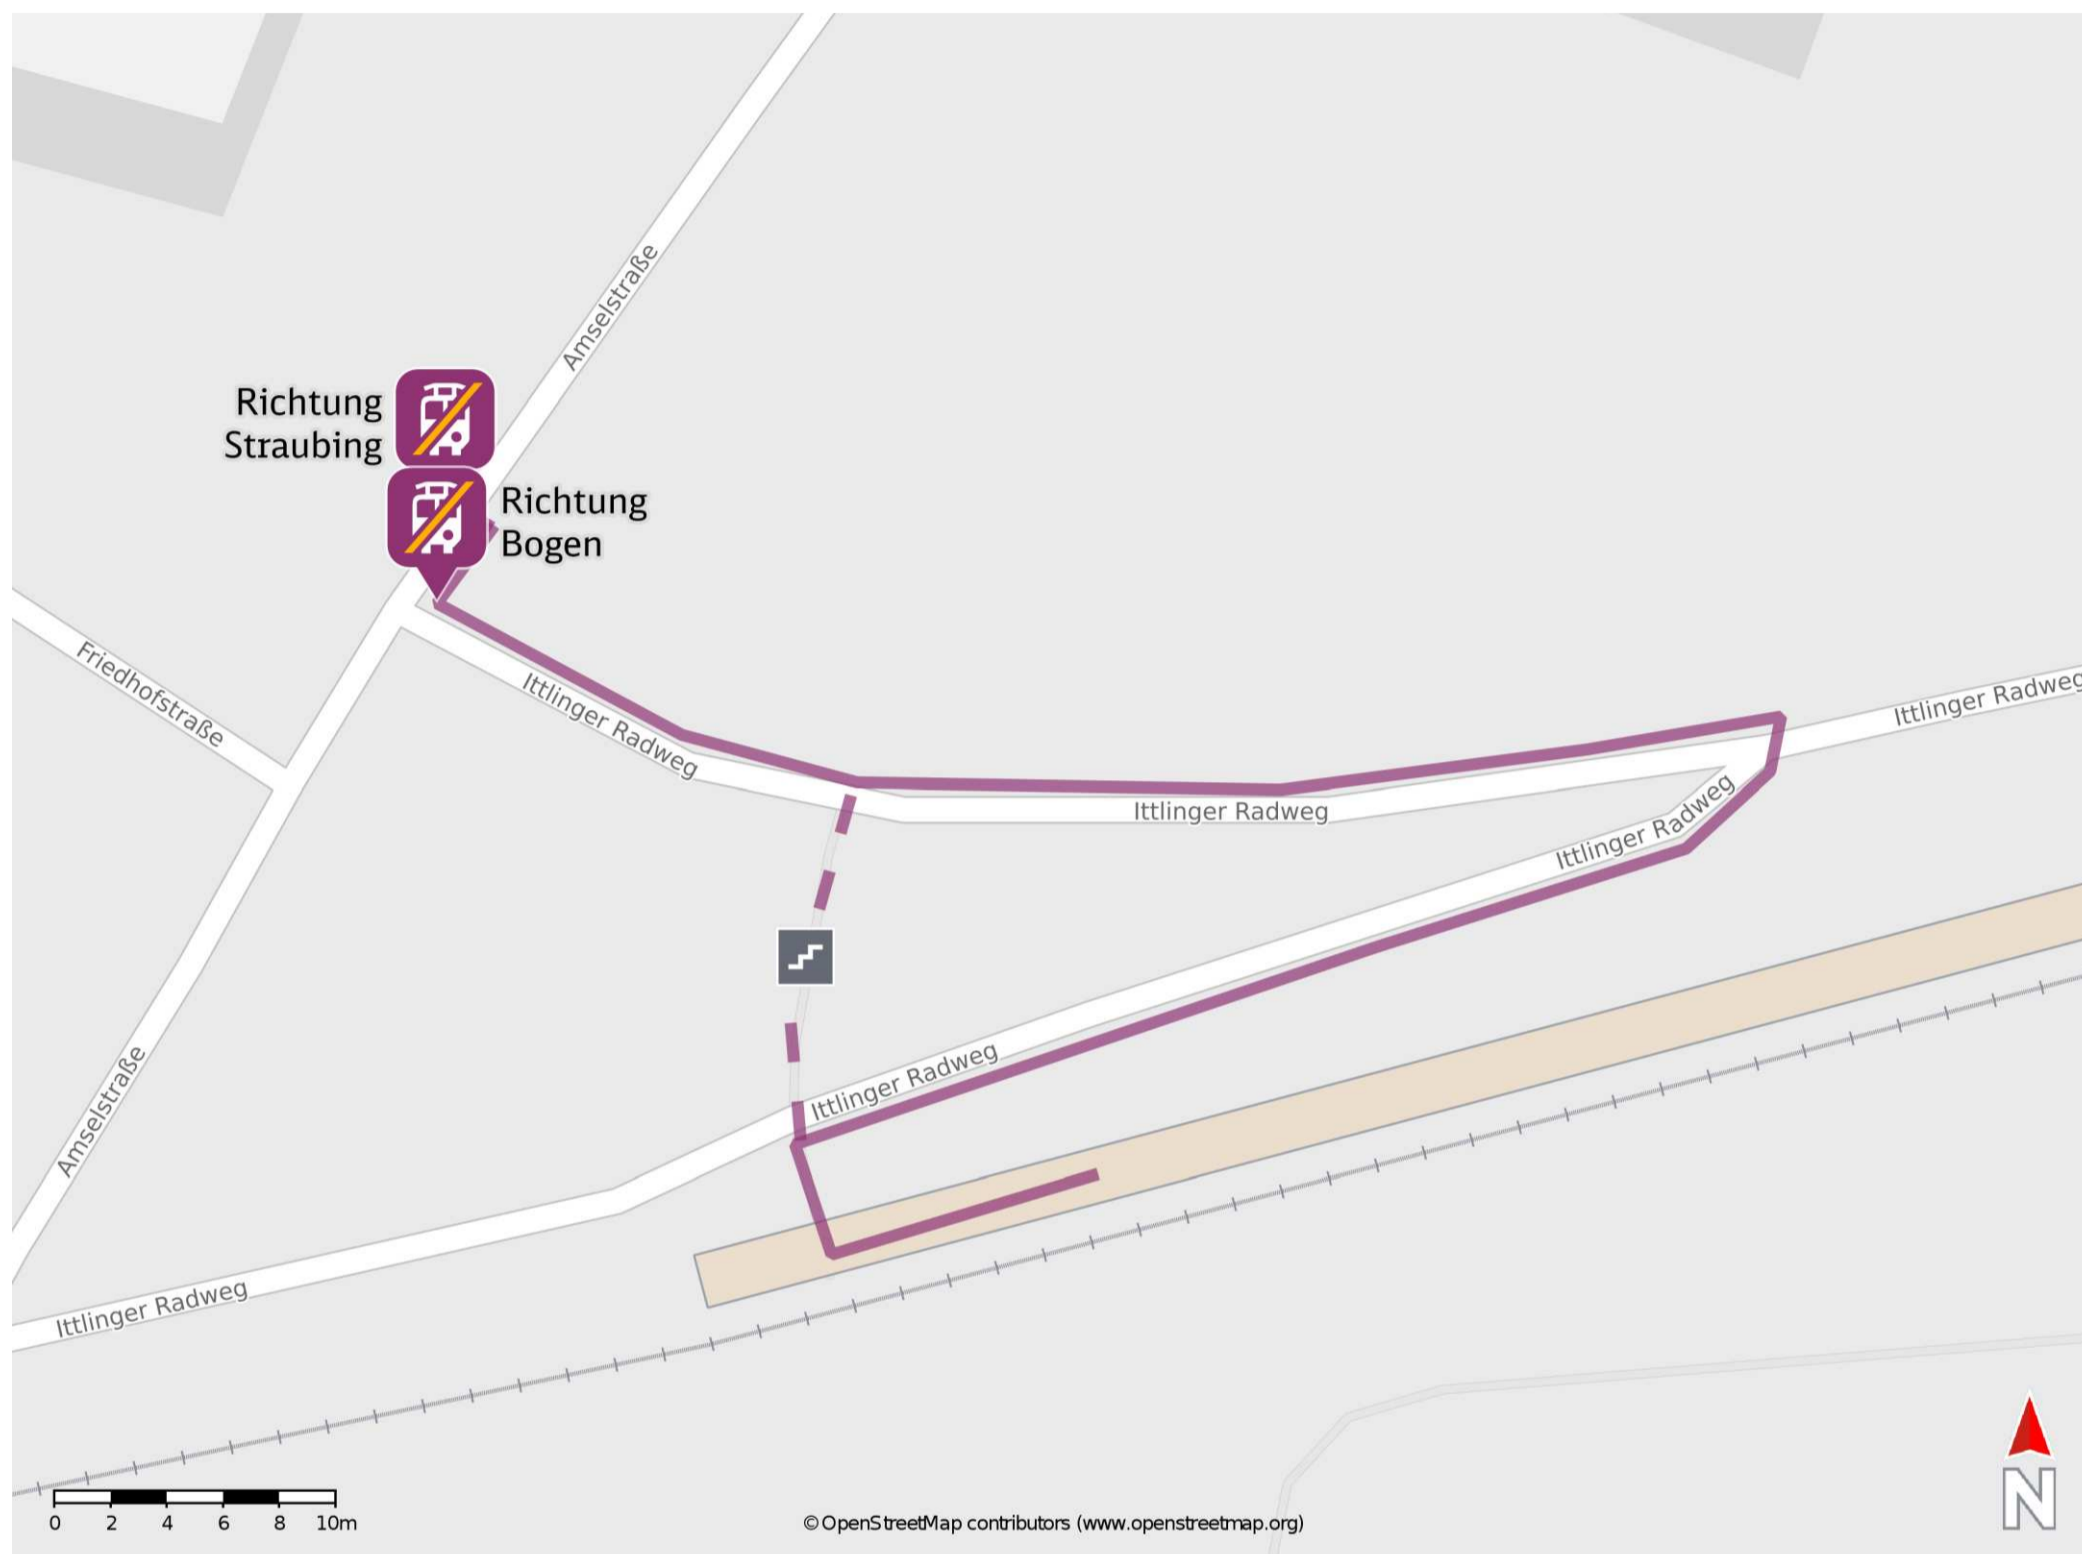 Amselstraße
Richtung
Straubing
Richtung
Bogen
Friedhofstraße
Ittlinger Radweg
Ittlinger Radweg
Ittlinger Radweg
Ittlinger Radweg
Ittlinger Radweg
Amselstraße
Ittlinger Radweg
0 2 4 6 8 10m
© OpenStreetMap contributors (www.openstreetmap.org)
N